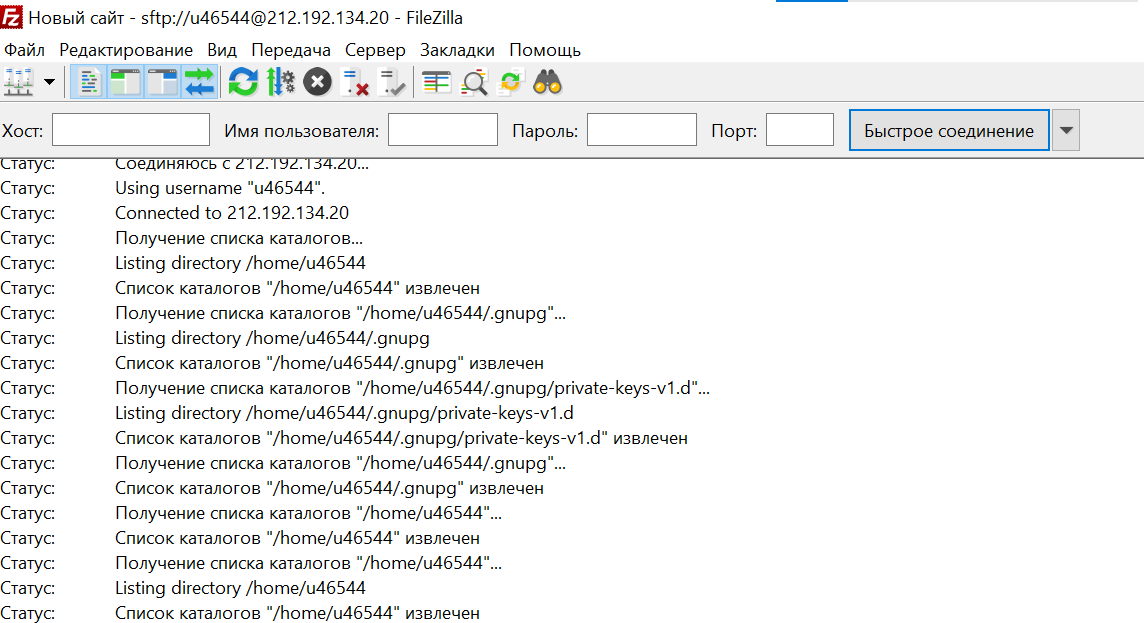 Новый сайт - sftp://u46544@212.192.134.20 - FileZilla
Файл Редактирование Вид Передача Сервер Закладки Помощь
Хост: Имя пользователя: Пароль: Порт: Быстрое соединение
Статус: Соединяюсь с 212.192.134.20...
Статус: Using username "u46544".
Статус: Connected to 212.192.134.20
Статус: Получение списка каталогов...
Статус: Listing directory /home/u46544
Статус: Список каталогов "/home/u46544" извлечен
Статус: Получение списка каталогов "/home/u46544/.gnupg"...
Статус: Listing directory /home/u46544/.gnupg
Статус: Список каталогов "/home/u46544/.gnupg" извлечен
Статус: Получение списка каталогов "/home/u46544/.gnupg/private-keys-v1.d"...
Статус: Listing directory /home/u46544/.gnupg/private-keys-v1.d
Статус: Список каталогов "/home/u46544/.gnupg/private-keys-v1.d" извлечен
Статус: Получение списка каталогов "/home/u46544/.gnupg"...
Статус: Список каталогов "/home/u46544/.gnupg" извлечен
Статус: Получение списка каталогов "/home/u46544"...
Статус: Список каталогов "/home/u46544" извлечен
Статус: Получение списка каталогов "/home/u46544"...
Статус: Listing directory /home/u46544
Статус: Список каталогов "/home/u46544" извлечен